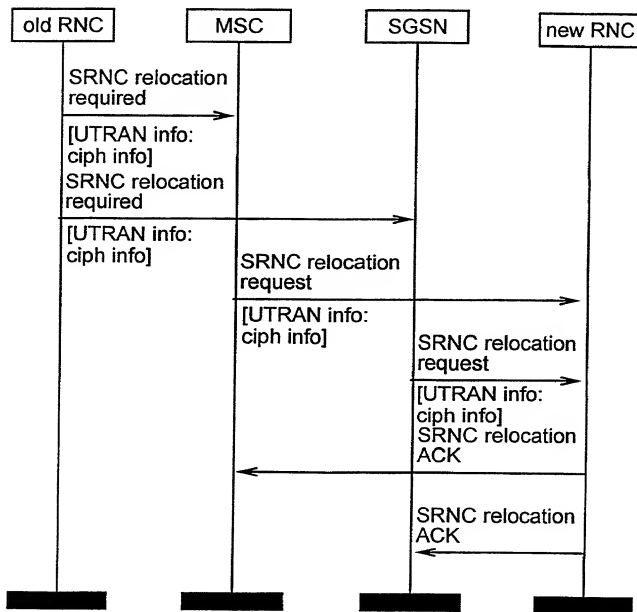 old RNC
MSC
SGSN
new RNC
SRNC relocation
required
[UTRAN info:
ciph info]
SRNC relocation
required
[UTRAN info:
ciph info]
SRNC relocation
request
[UTRAN info:
ciph info]
SRNC relocation
request
[UTRAN info:
ciph info]
SRNC relocation
ACK
SRNC relocation
ACK